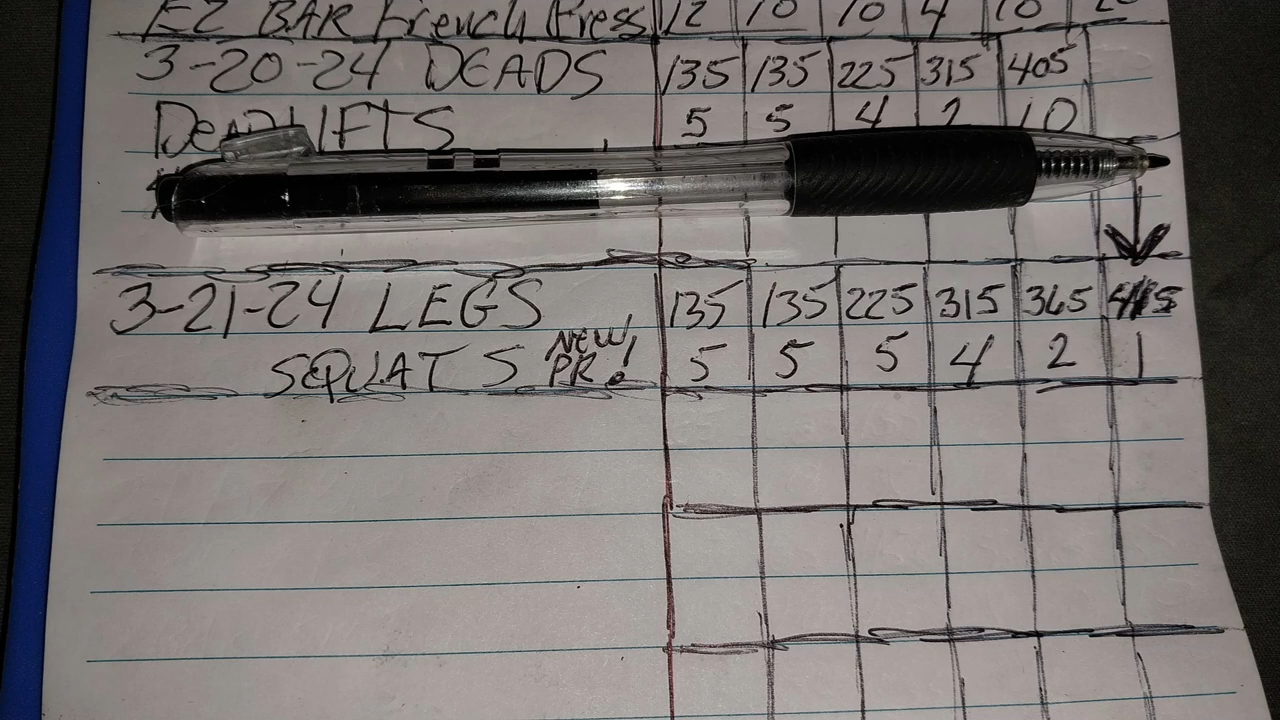 EZ BAR French Press 12 10 10 4 10
3-20-24 DEADS 135 135 225 315 405
DEADLIFTS 5 5 4 2 10
3-21-24 LEGS 135 135 225 315 365
SQUATS NEW PR! 5 5 5 4 2 1